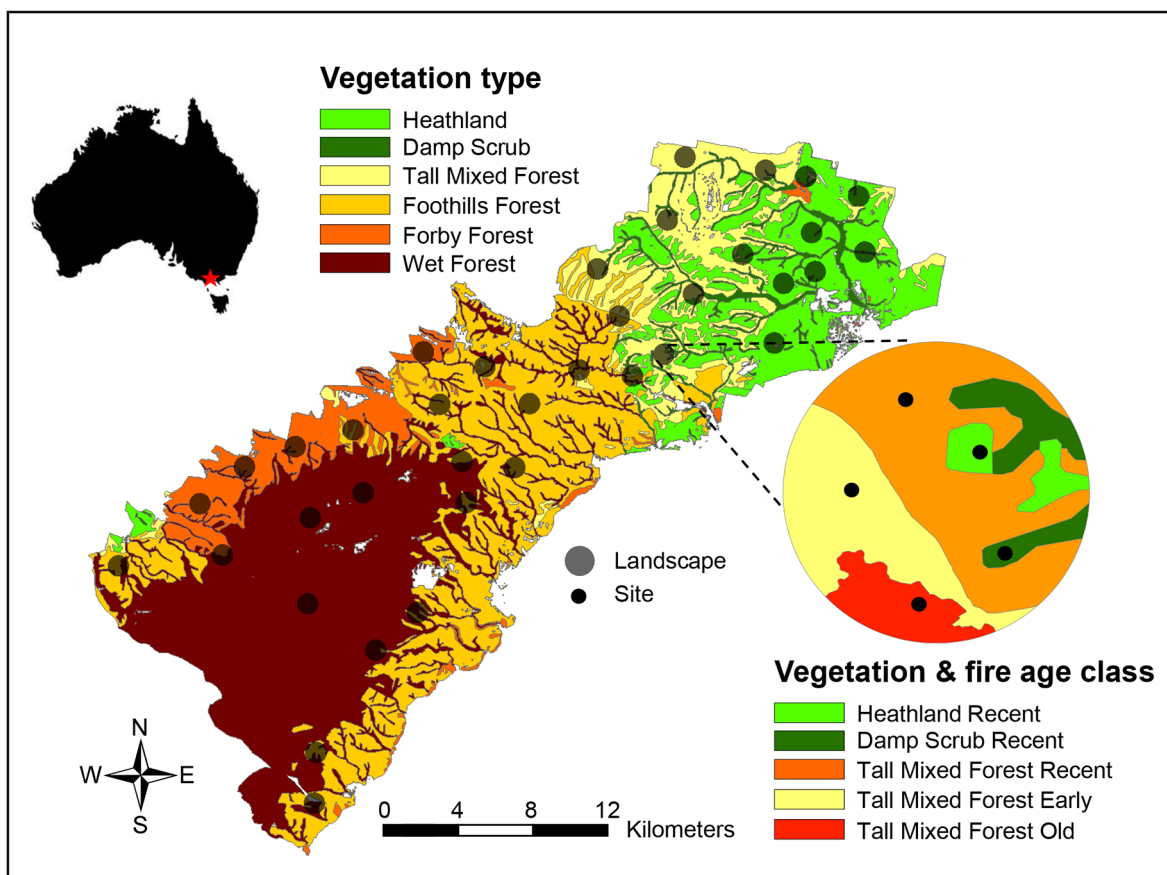 Vegetation type
Heathland
Damp Scrub
Tall Mixed Forest
Foothills Forest
Forby Forest
Wet Forest
Landscape
Site
Vegetation & fire age class
Heathland Recent
Damp Scrub Recent
Tall Mixed Forest Recent
Tall Mixed Forest Early
Tall Mixed Forest Old
N
W E
S
0 4 8 12
Kilometers